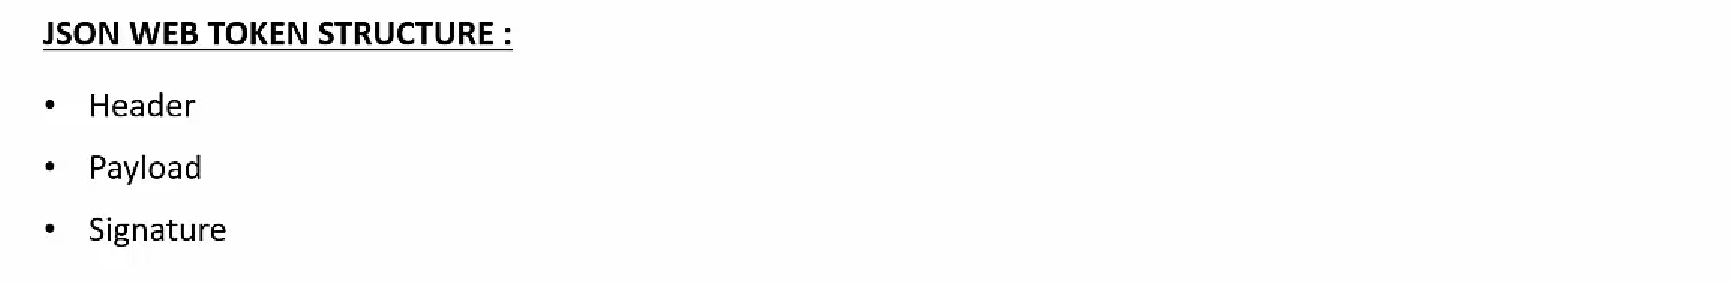 JSON WEB TOKEN STRUCTURE :
• Header
• Payload
• Signature